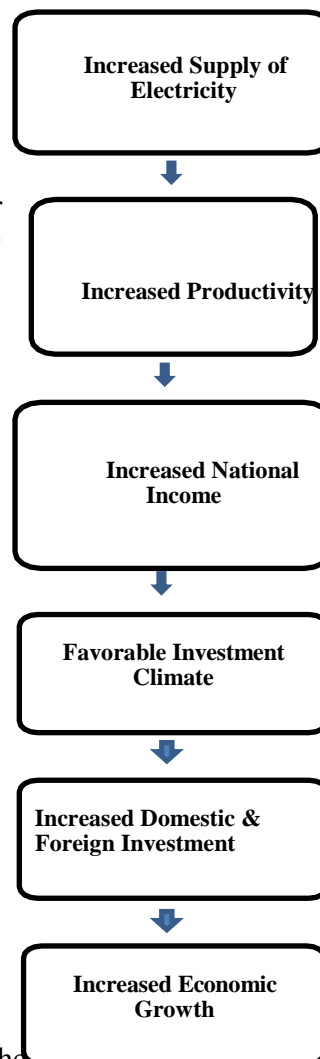 Increased Supply of
Electricity
Increased Productivity
Increased National
Income
Favorable Investment
Climate
Increased Domestic &
Foreign Investment
Increased Economic
Growth